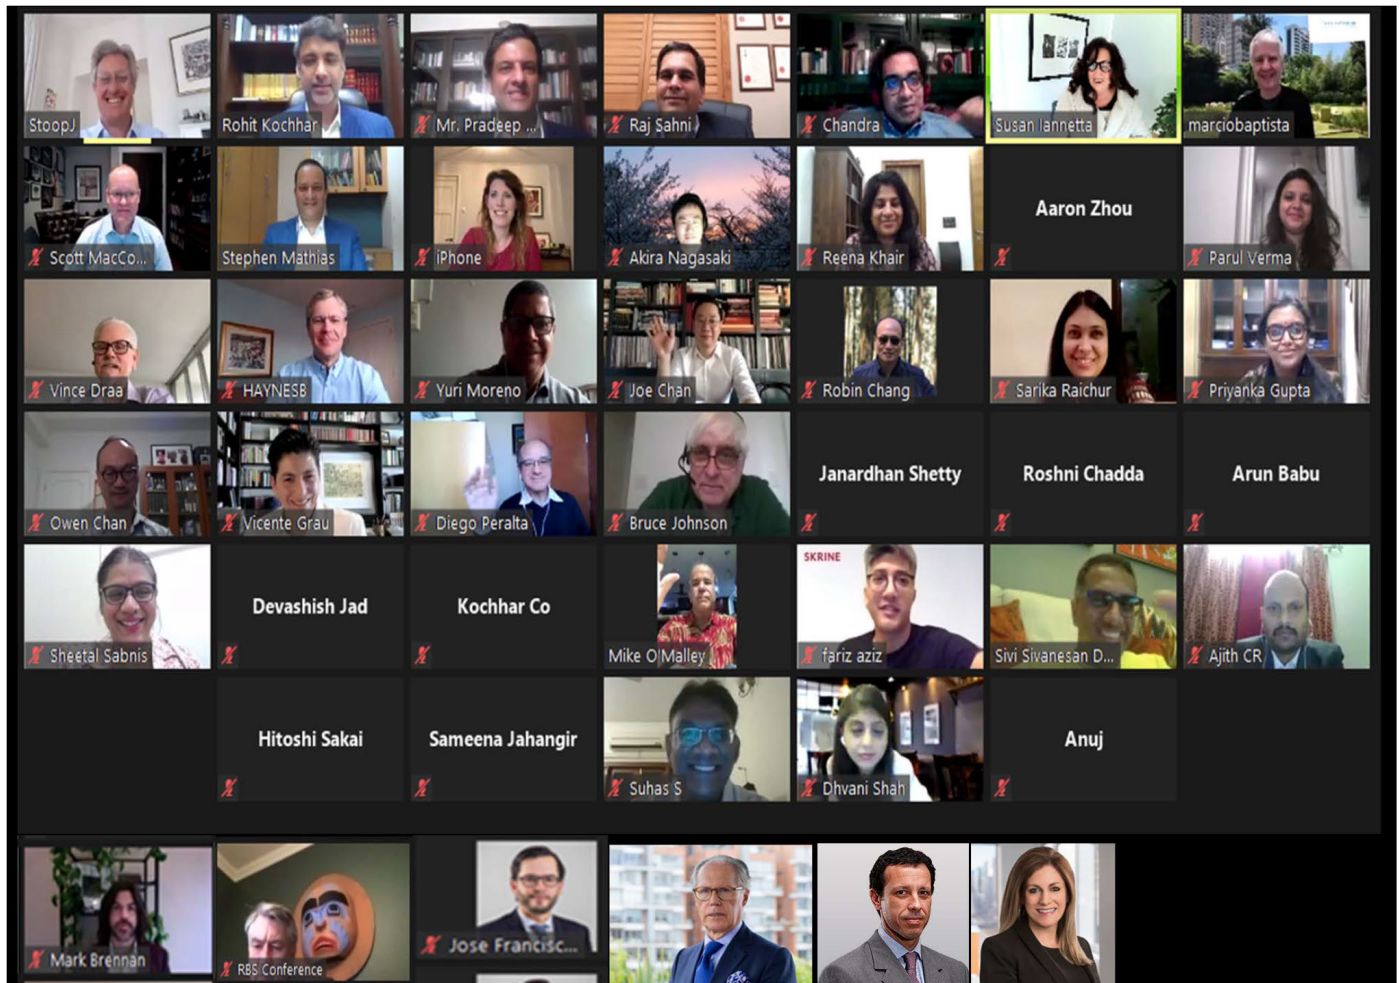 StoopJ
Rohit Kochhar
Mr. Pradeep ...
Raj Sahni
Chandra
Susan Iannetta
marciobaptista
Scott MacCo...
Stephen Mathias
iPhone
Akira Nagasaki
Reena Khair
Aaron Zhou
Parul Verma
Vince Draa
HAYNESB
Yuri Moreno
Joe Chan
Robin Chang
Sarika Raichur
Priyanka Gupta
Owen Chan
Vicente Grau
Diego Peralta
Bruce Johnson
Janardhan Shetty
Roshni Chadda
Arun Babu
Sheetal Sabnis
Devashish Jad
Kochhar Co
Mike O'Malley
SKRINE
fariz aziz
Sivi Sivanesan D...
Ajith CR
Hitoshi Sakai
Sameena Jahangir
Suhas S
Dhvani Shah
Anuj
Mark Brennan
RBS Conference
Jose Francisc...